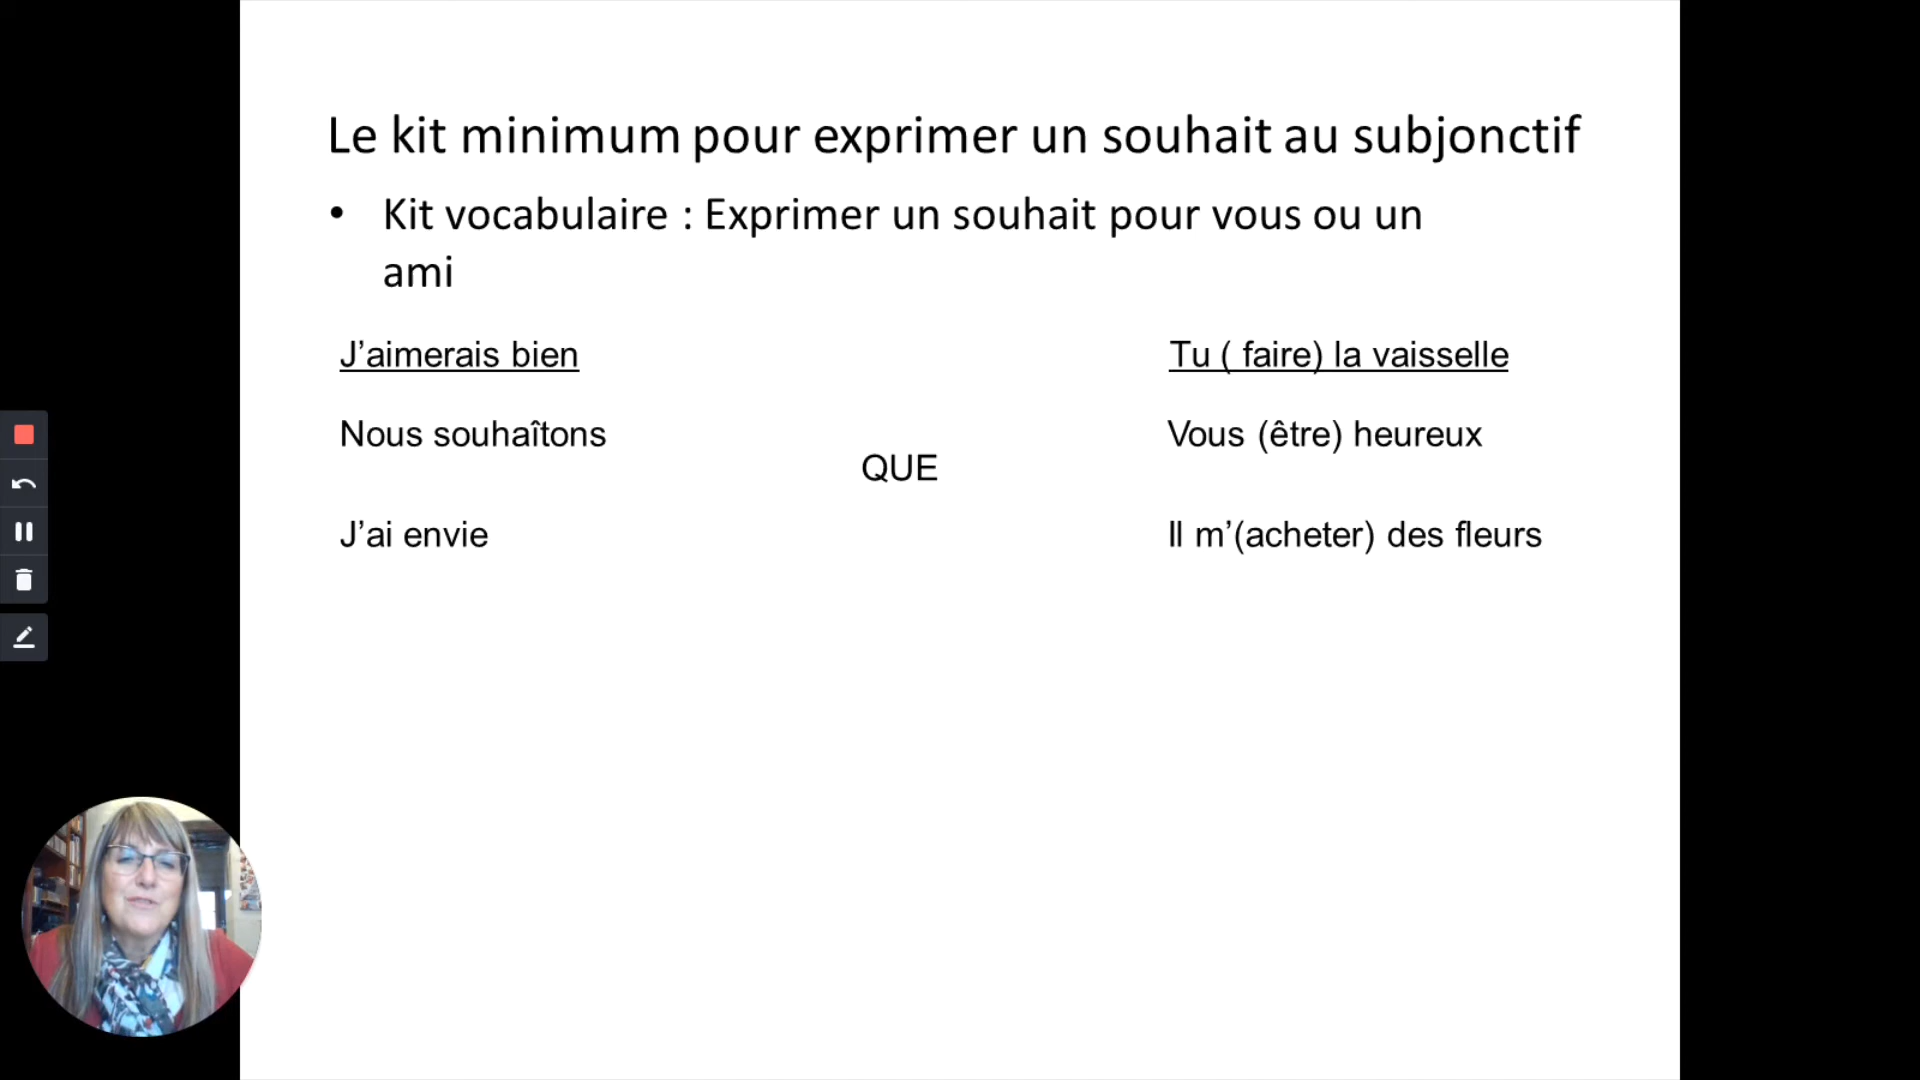 Le kit minimum pour exprimer un souhait au subjonctif
• Kit vocabulaire : Exprimer un souhait pour vous ou un
ami
J’aimerais bien
Tu ( faire) la vaisselle
Nous souhaîtons
Vous (être) heureux
QUE
J’ai envie
Il m’(acheter) des fleurs